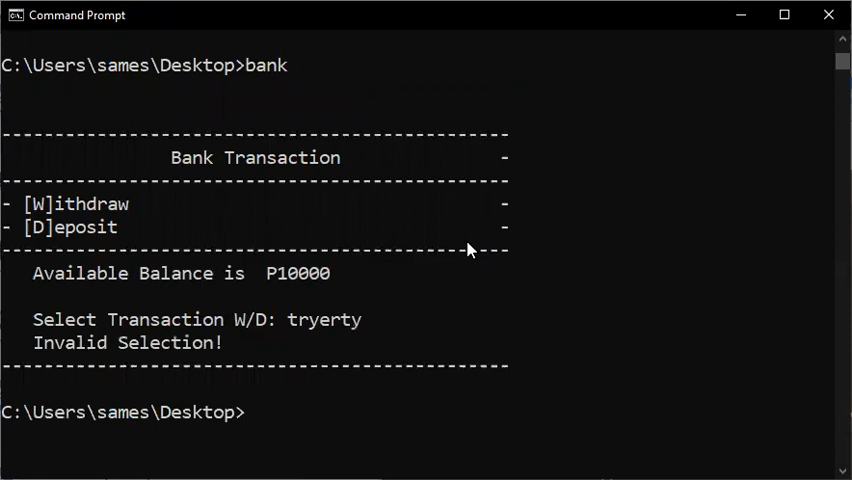 Command Prompt
C:\Users\sames\Desktop>bank
------------------------------------------------
Bank Transaction -
------------------------------------------------
- [W]ithdraw -
- [D]eposit -
------------------------------------------------
Available Balance is P10000
Select Transaction W/D: tryerty
Invalid Selection!
------------------------------------------------
C:\Users\sames\Desktop>